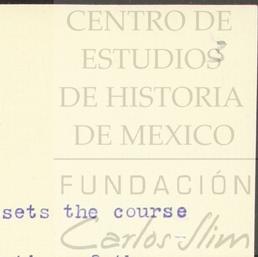 CENTRO DE
ESTUDIOS
DE HISTORIA
DE MEXICO
FUNDACIÓN
sets the course
Carlos Slim